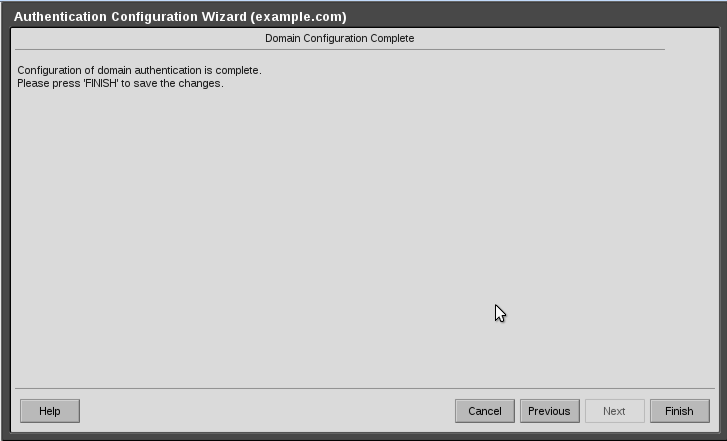 Authentication Configuration Wizard (example.com)
Domain Configuration Complete
Configuration of domain authentication is complete.
Please press 'FINISH' to save the changes.
Help
Cancel
Previous
Next
Finish